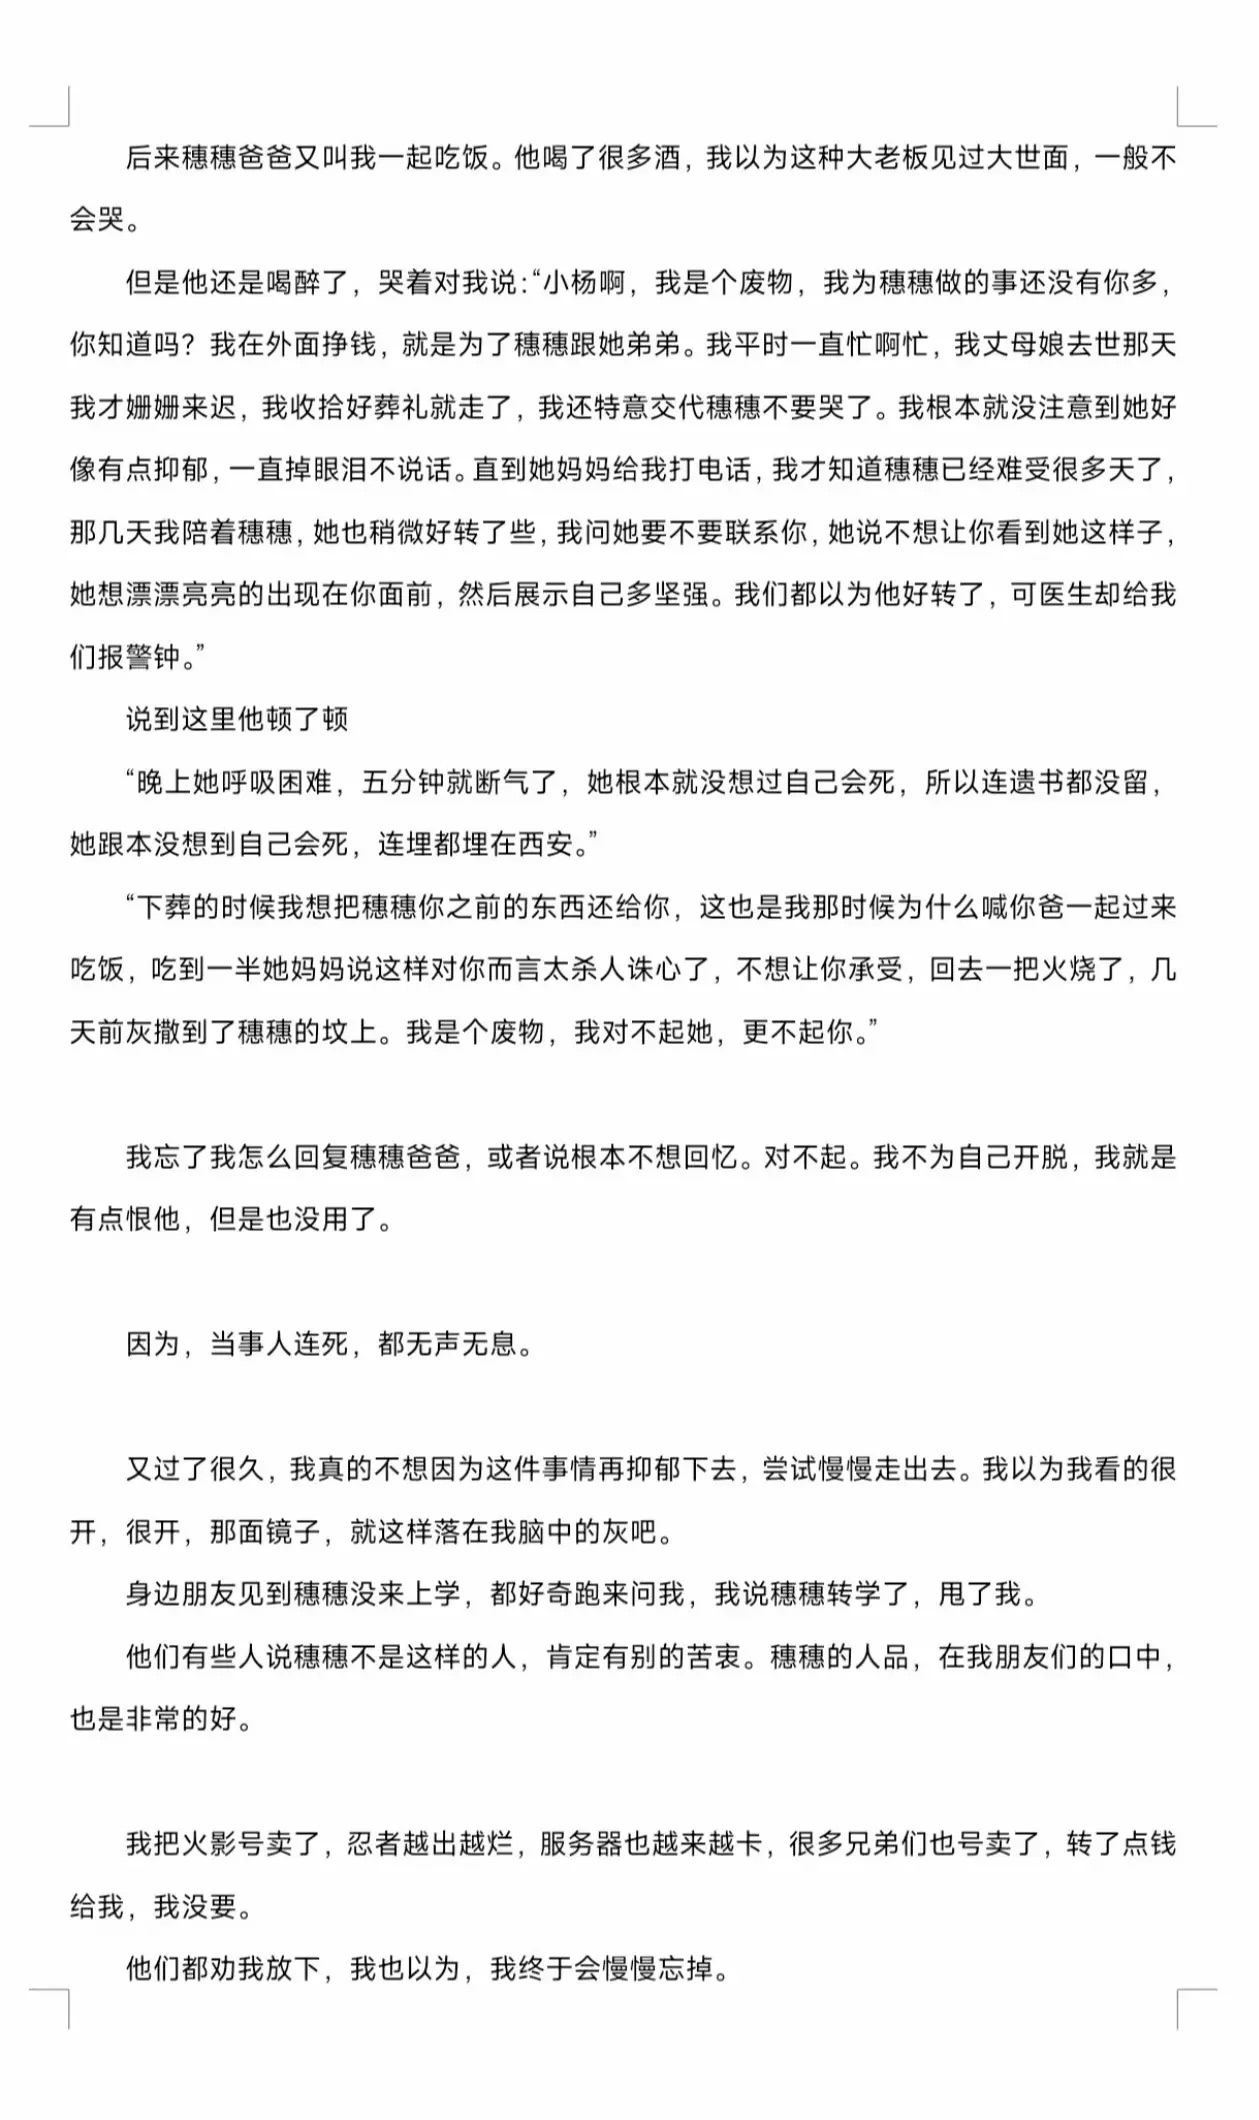 后来穗穗爸爸又叫我一起吃饭。他喝了很多酒，我以为这种大老板见过大世面，一般不
会哭。
但是他还是喝醉了，哭着对我说：“小杨啊，我是个废物，我为穗穗做的事还没有你多，
你知道吗？我在外面挣钱，就是为了穗穗跟她弟弟。我平时一直忙啊忙，我丈母娘去世那天
我才姗姗来迟，我收拾好葬礼就走了，我还特意交代穗穗不要哭了。我根本就没注意到她好
像有点抑郁，一直掉眼泪不说话。直到她妈妈给我打电话，我才知道穗穗已经难受很多天了，
那几天我陪着穗穗，她也稍微好转了些，我问她要不要联系你，她说不想让你看到她这样子，
她想漂漂亮亮的出现在你面前，然后展示自己多坚强。我们都以为他好转了，可医生却给我
们报警钟。”
说到这里他顿了顿
“晚上她呼吸困难，五分钟就断气了，她根本就没想过自己会死，所以连遗书都没留，
她跟本没想到自己会死，连埋都埋在西安。”
“下葬的时候我想把穗穗你之前的东西还给你，这也是我那时候为什么喊你爸一起过来
吃饭，吃到一半她妈妈说这样对你而言太杀人诛心了，不想让你承受，回去一把火烧了，几
天前灰撒到了穗穗的坟上。我是个废物，我对不起她，更不起你。”
我忘了我怎么回复穗穗爸爸，或者说根本不想回忆。对不起。我不为自己开脱，我就是
有点恨他，但是也没用了。
因为，当事人连死，都无声无息。
又过了很久，我真的不想因为这件事情再抑郁下去，尝试慢慢走出去。我以为我看的很
开，很开，那面镜子，就这样落在我脑中的灰吧。
身边朋友见到穗穗没来上学，都好奇跑来问我，我说穗穗转学了，甩了我。
他们有些人说穗穗不是这样的人，肯定有别的苦衷。穗穗的人品，在我朋友们的口中，
也是非常的好。
我把火影号卖了，忍者越出越烂，服务器也越来越卡，很多兄弟们也号卖了，转了点钱
给我，我没要。
他们都劝我放下，我也以为，我终于会慢慢忘掉。